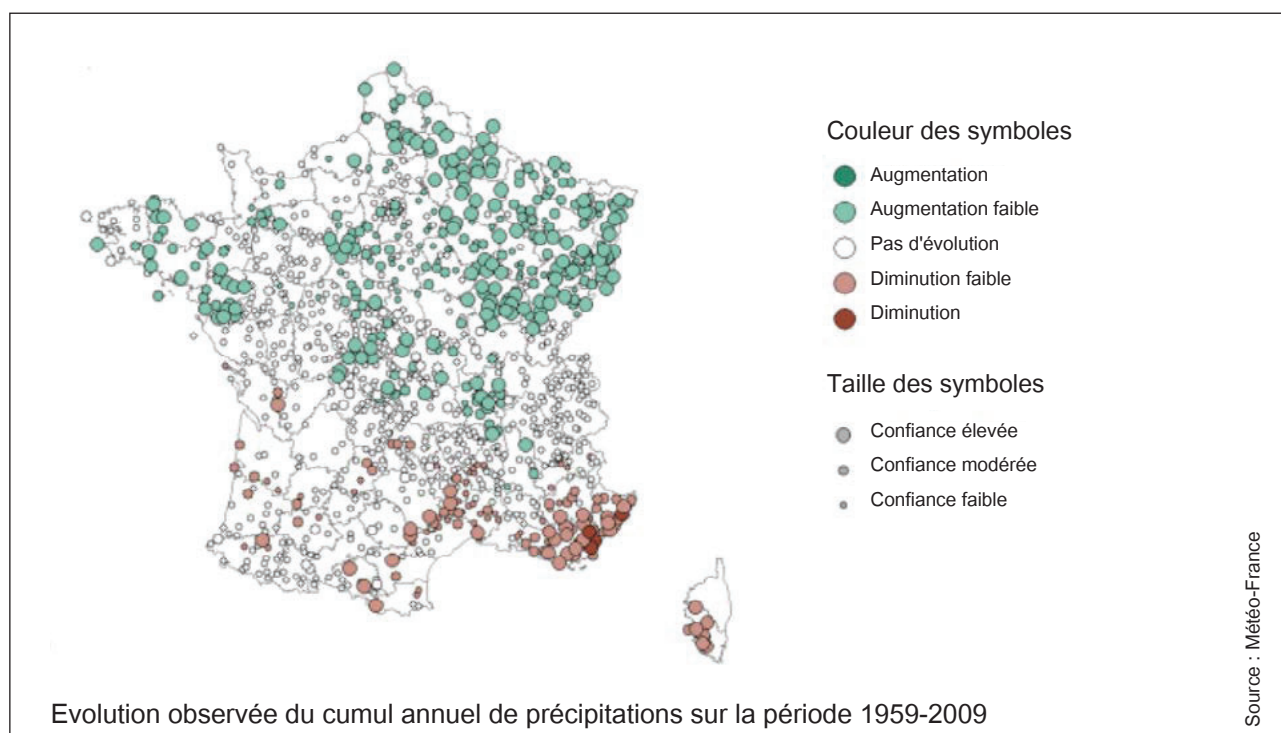 Couleur des symboles
Augmentation
Augmentation faible
Pas d'évolution
Diminution faible
Diminution
Taille des symboles
Confiance élevée
Confiance modérée
Confiance faible
Source : Météo-France
Evolution observée du cumul annuel de précipitations sur la période 1959-2009